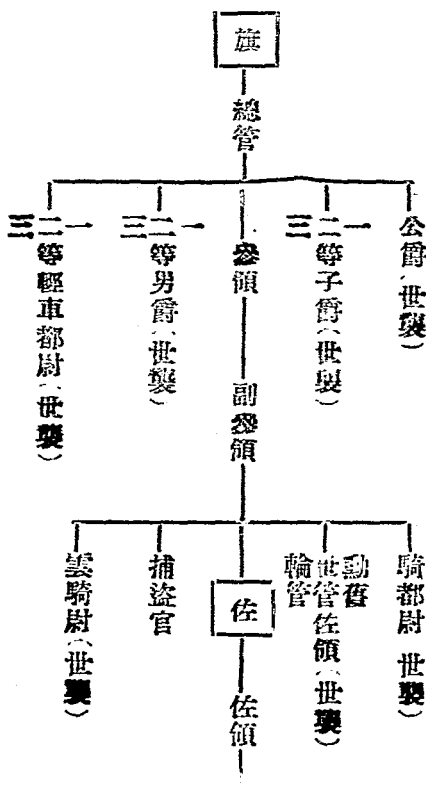 旗
總管
公爵(世襲)
一二三等子爵(世襲)
參領
一二三等男爵(世襲)
一二三等輕車都尉(世襲)
副參領
騎都尉 世襲)
勳舊
世管佐領(世襲)
輪管
佐
捕盜官
雲騎尉(世襲)
佐領